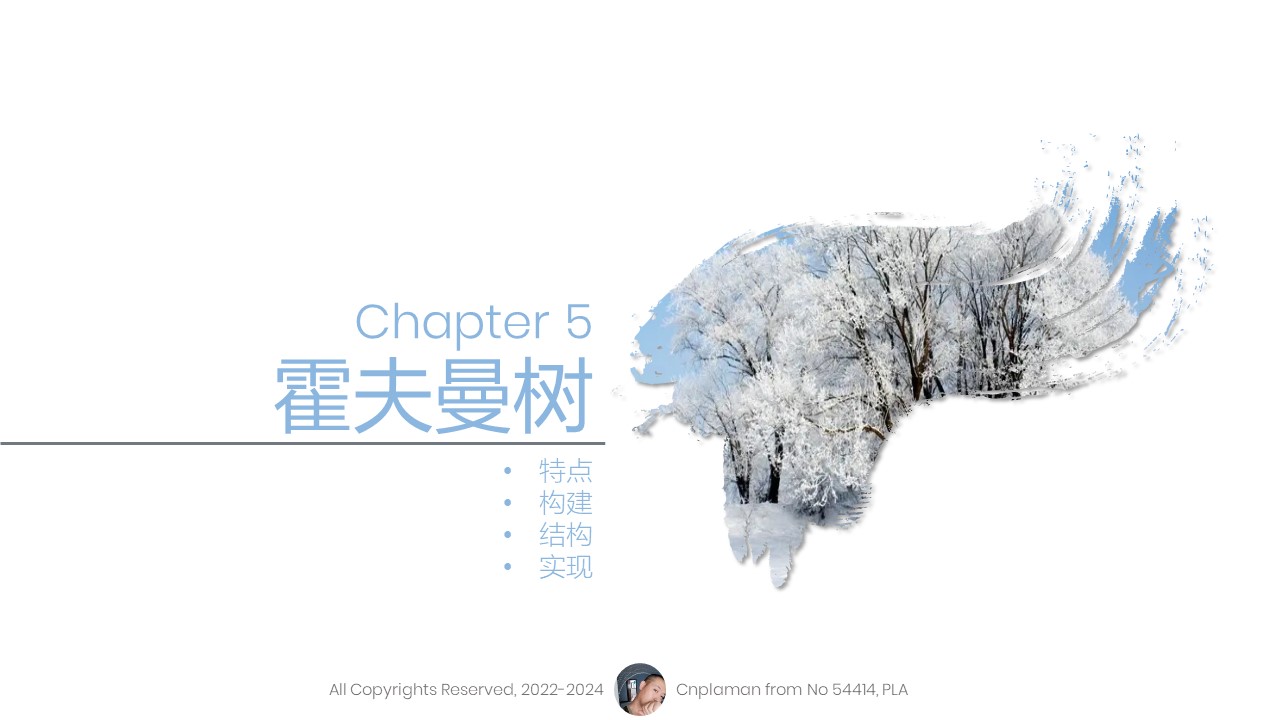 Chapter 5
霍夫曼树
• 特点
• 构建
• 结构
• 实现
All Copyrights Reserved, 2022-2024 Cnplaman from No 54414, PLA